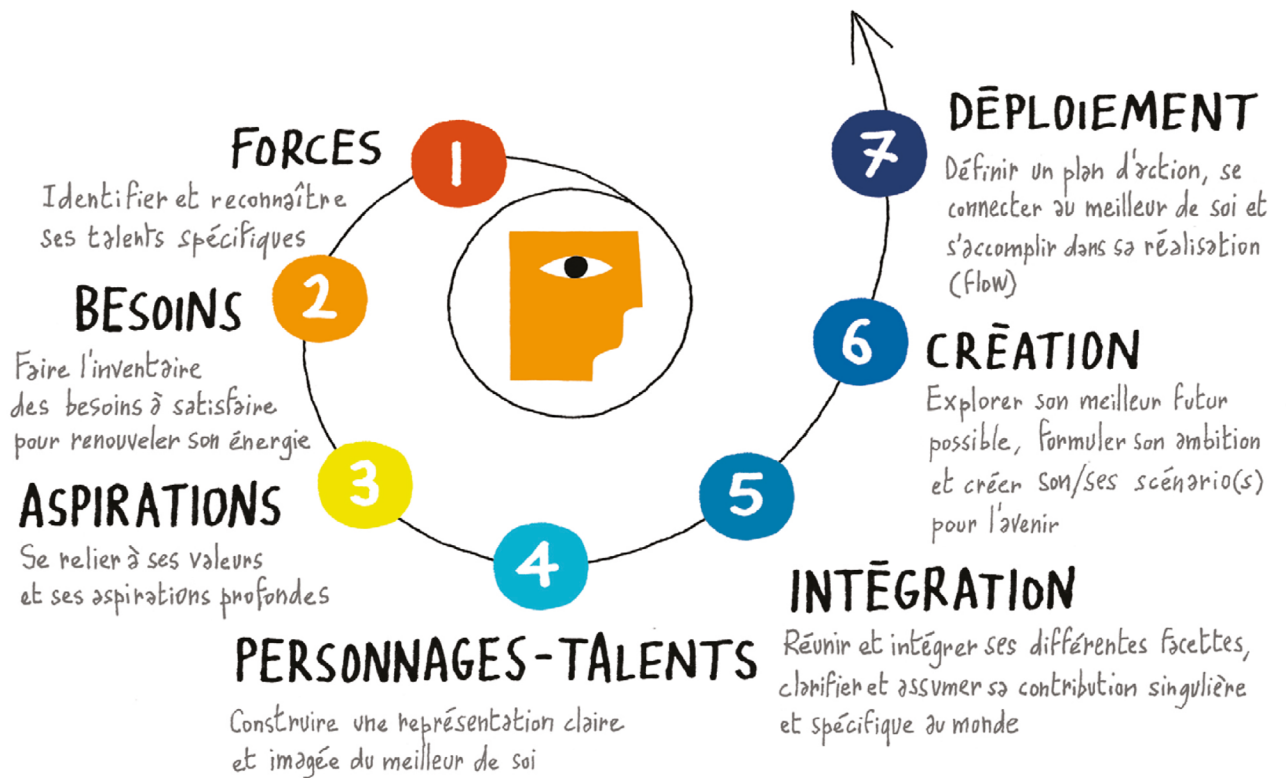 1
FORCES
Identifier et reconnaître
ses talents spécifiques
2
BESOINS
Faire l'inventaire
des besoins à satisfaire
pour renouveler son énergie
3
ASPIRATIONS
Se relier à ses valeurs
et ses aspirations profondes
4
PERSONNAGES-TALENTS
Construire une représentation claire
et imagée du meilleur de soi
5
INTÉGRATION
Réunir et intégrer ses différentes facettes,
clarifier et assumer sa contribution singulière
et spécifique au monde
6
CRÉATION
Explorer son meilleur futur
possible, formuler son ambition
et créer son/ses scénario(s)
pour l'avenir
7
DÉPLOIEMENT
Définir un plan d'action, se
connecter au meilleur de soi et
s'accomplir dans sa réalisation
(flow)